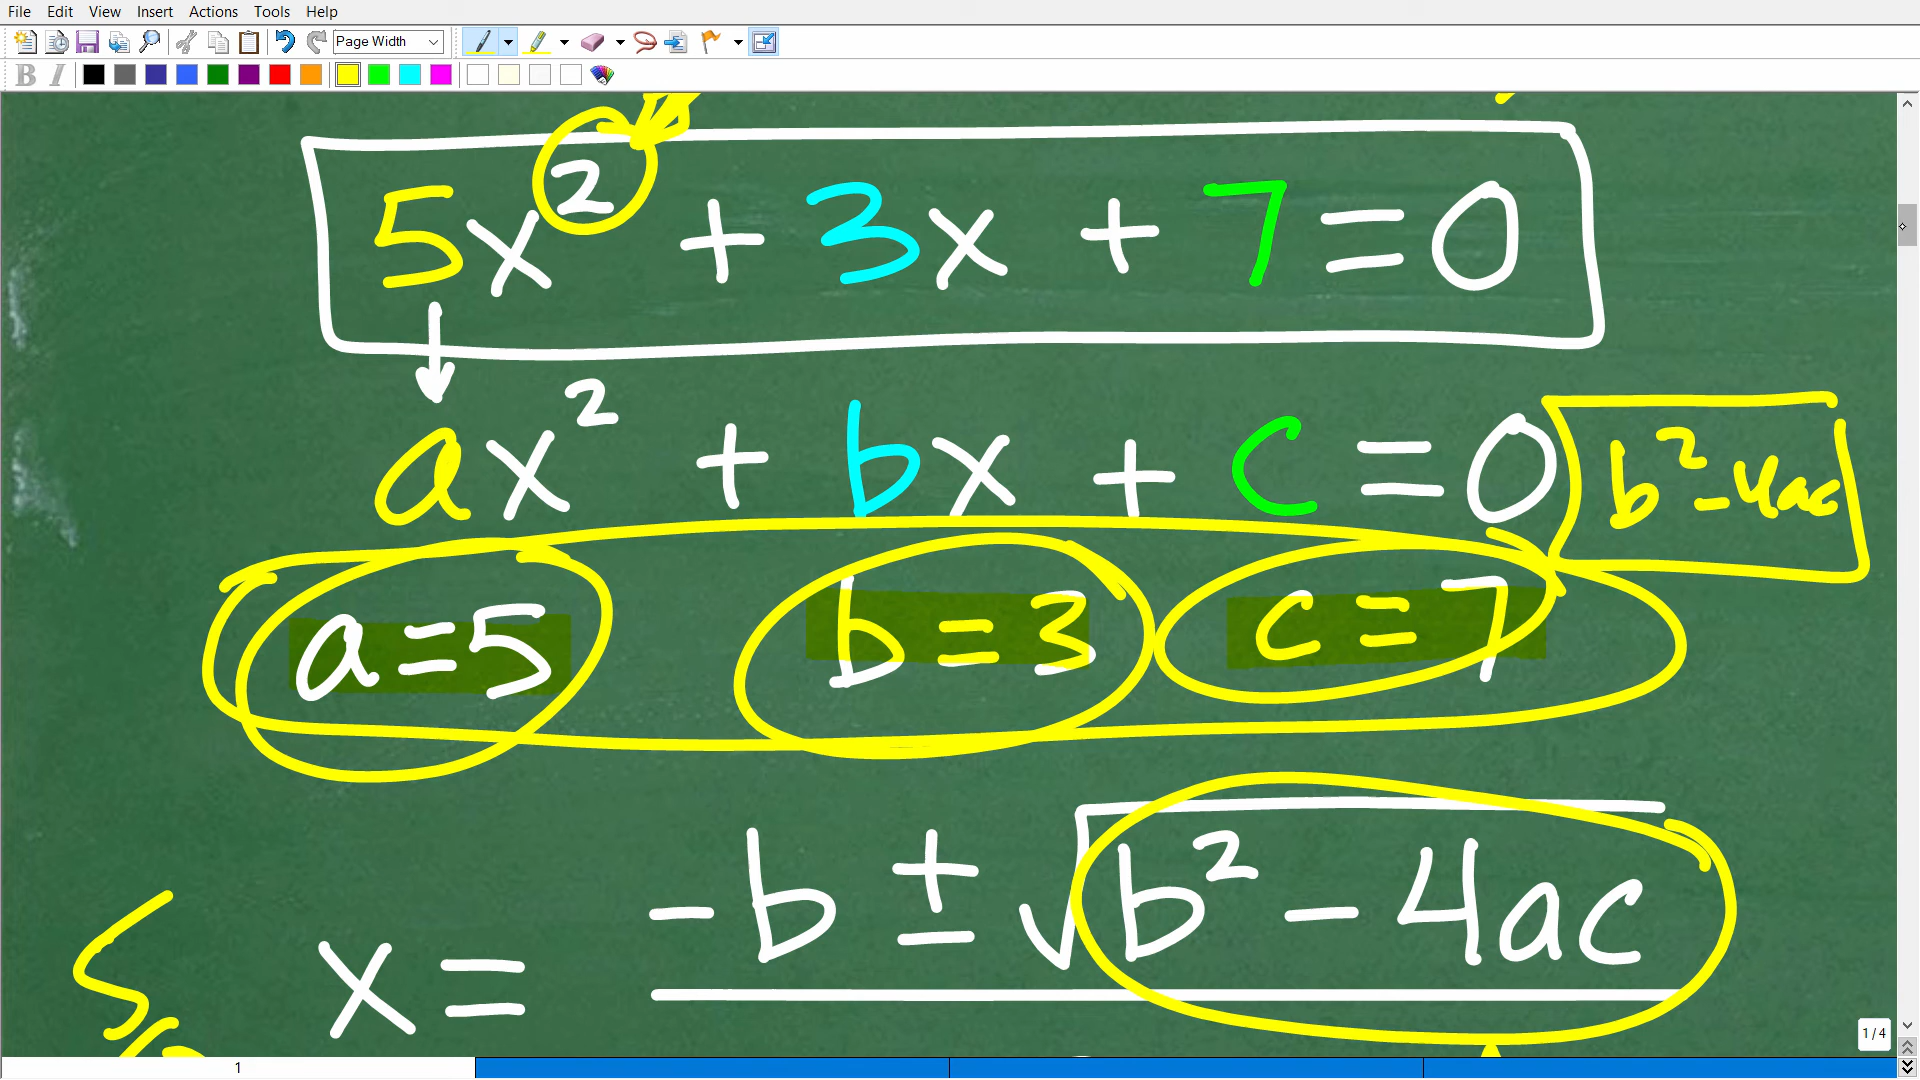 File Edit View Insert Actions Tools Help
Page Width
B I
5x² + 3x + 7 = 0
ax² + bx + c = 0
b² - 4ac
a = 5 b = 3 c = 7
x = -b ± √b² - 4ac
1 / 4
1